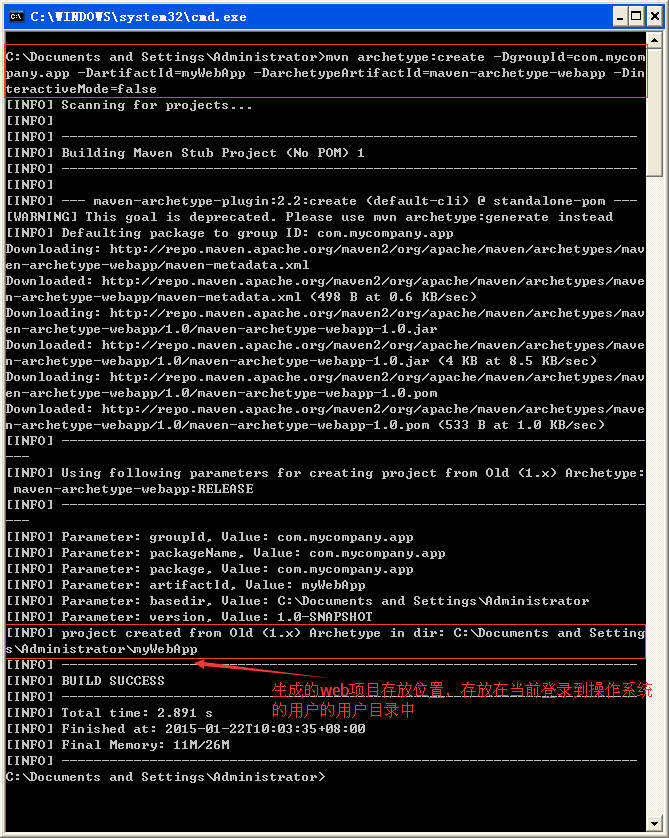 C:\WINDOWS\system32\cmd.exe
C:\Documents and Settings\Administrator>mvn archetype:create -DgroupId=com.mycom
pany.app -DartifactId=myWebApp -DarchetypeArtifactId=maven-archetype-webapp -Din
teractiveMode=false
[INFO] Scanning for projects...
[INFO]
[INFO] ------------------------------------------------------------------------
[INFO] Building Maven Stub Project (No POM) 1
[INFO] ------------------------------------------------------------------------
[INFO]
[INFO] --- maven-archetype-plugin:2.2:create (default-cli) @ standalone-pom ---
[WARNING] This goal is deprecated. Please use mvn archetype:generate instead
[INFO] Defaulting package to group ID: com.mycompany.app
Downloading: http://repo.maven.apache.org/maven2/org/apache/maven/archetypes/mav
en-archetype-webapp/maven-metadata.xml
Downloaded: http://repo.maven.apache.org/maven2/org/apache/maven/archetypes/mave
n-archetype-webapp/maven-metadata.xml (498 B at 0.6 KB/sec)
Downloading: http://repo.maven.apache.org/maven2/org/apache/maven/archetypes/mav
en-archetype-webapp/1.0/maven-archetype-webapp-1.0.jar
Downloaded: http://repo.maven.apache.org/maven2/org/apache/maven/archetypes/mave
n-archetype-webapp/1.0/maven-archetype-webapp-1.0.jar (4 KB at 8.5 KB/sec)
Downloading: http://repo.maven.apache.org/maven2/org/apache/maven/archetypes/mav
en-archetype-webapp/1.0/maven-archetype-webapp-1.0.pom
Downloaded: http://repo.maven.apache.org/maven2/org/apache/maven/archetypes/mave
n-archetype-webapp/1.0/maven-archetype-webapp-1.0.pom (533 B at 1.0 KB/sec)
[INFO] -------------------------------------------------------------------------
---
[INFO] Using following parameters for creating project from Old (1.x) Archetype:
 maven-archetype-webapp:RELEASE
[INFO] -------------------------------------------------------------------------
---
[INFO] Parameter: groupId, Value: com.mycompany.app
[INFO] Parameter: packageName, Value: com.mycompany.app
[INFO] Parameter: package, Value: com.mycompany.app
[INFO] Parameter: artifactId, Value: myWebApp
[INFO] Parameter: basedir, Value: C:\Documents and Settings\Administrator
[INFO] Parameter: version, Value: 1.0-SNAPSHOT
[INFO] project created from Old (1.x) Archetype in dir: C:\Documents and Setting
s\Administrator\myWebApp
[INFO] ------------------------------------------------------------------------
[INFO] BUILD SUCCESS
生成的web项目存放位置，存放在当前登录到操作系统
[INFO] ------------------------------------------------------------------------
的用户的用户目录中
[INFO] Total time: 2.891 s
[INFO] Finished at: 2015-01-22T10:03:35+08:00
[INFO] Final Memory: 11M/26M
[INFO] ------------------------------------------------------------------------
C:\Documents and Settings\Administrator>